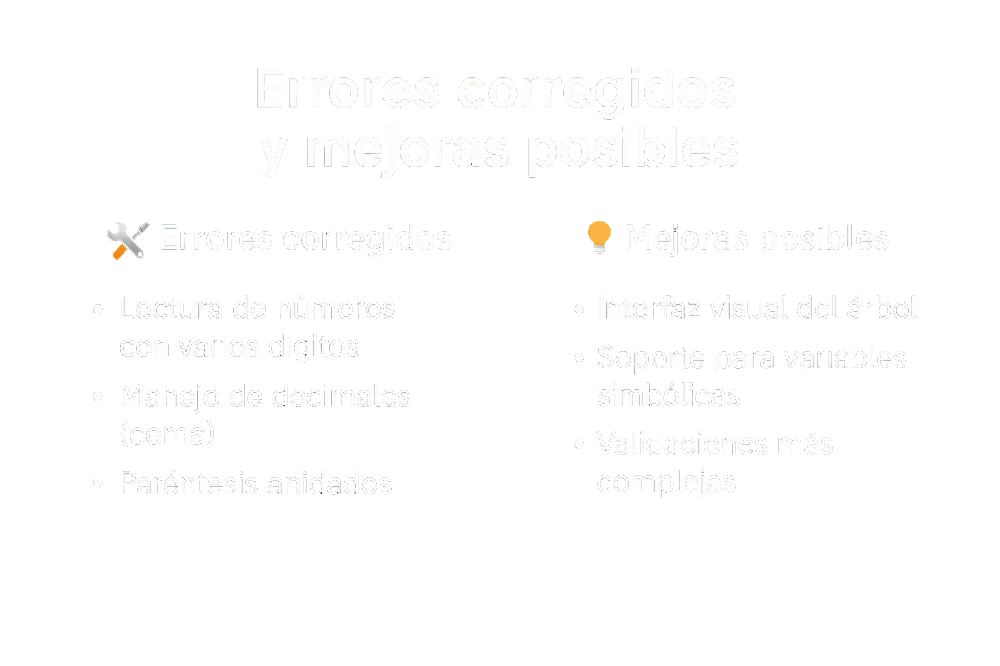 Errores corregidos
y mejoras posibles
Errores corregidos
• Lectura de números
con varios digitos
• Manejo de decimales
(coma)
• Paréntesis anidados
Mejoras posibles
• Interfaz visual del árbol
• Soporte para variables
simbólicas
• Validaciones más
complejas